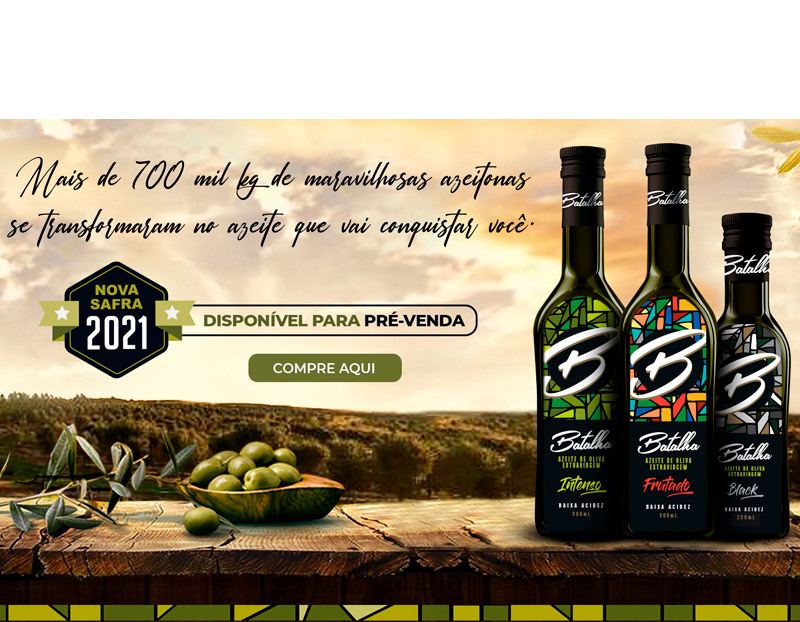 Mais de 700 mil kg de maravilhosas azeitonas
se transformaram no azeite que vai conquistar você.
NOVA
SAFRA
2021
DISPONÍVEL PARA PRÉ-VENDA
COMPRE AQUI
Batalha
B
Batalha
AZEITE DE OLIVA
EXTRAVIRGEM
Intenso
BAIXA ACIDEZ
500mL
Batalha
B
Batalha
AZEITE DE OLIVA
EXTRAVIRGEM
Frutado
BAIXA ACIDEZ
500mL
Batalha
B
Batalha
AZEITE DE OLIVA
EXTRAVIRGEM
Black
BAIXA ACIDEZ
250mL